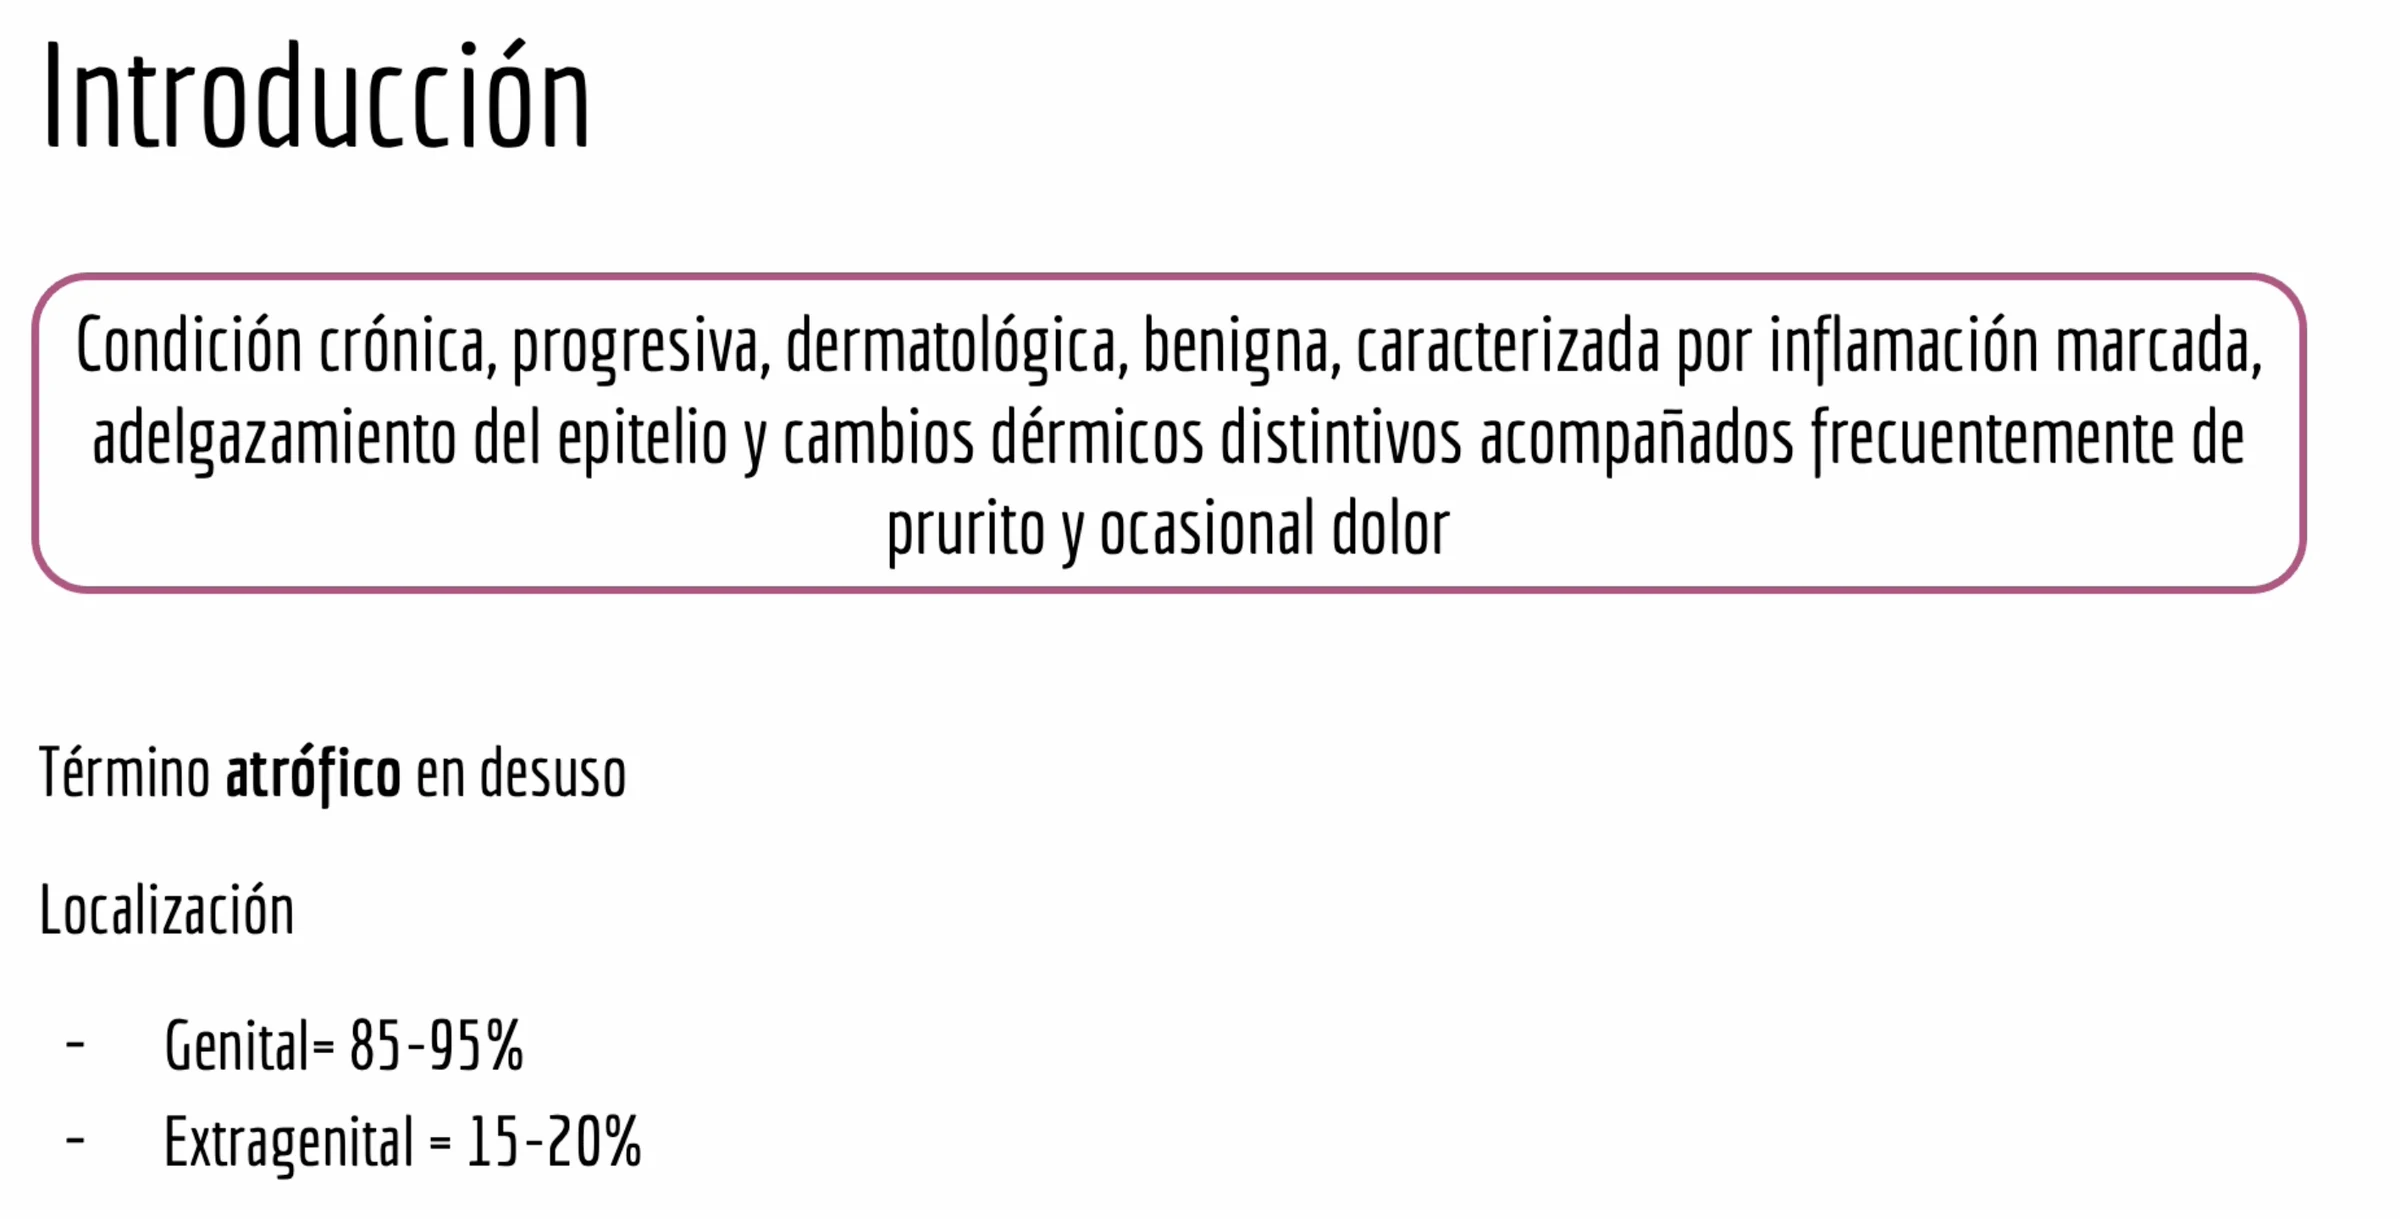 Introducción
Condición crónica, progresiva, dermatológica, benigna, caracterizada por inflamación marcada,
adelgazamiento del epitelio y cambios dérmicos distintivos acompañados frecuentemente de
prurito y ocasional dolor
Término atrófico en desuso
Localización
- Genital= 85-95%
- Extragenital = 15-20%